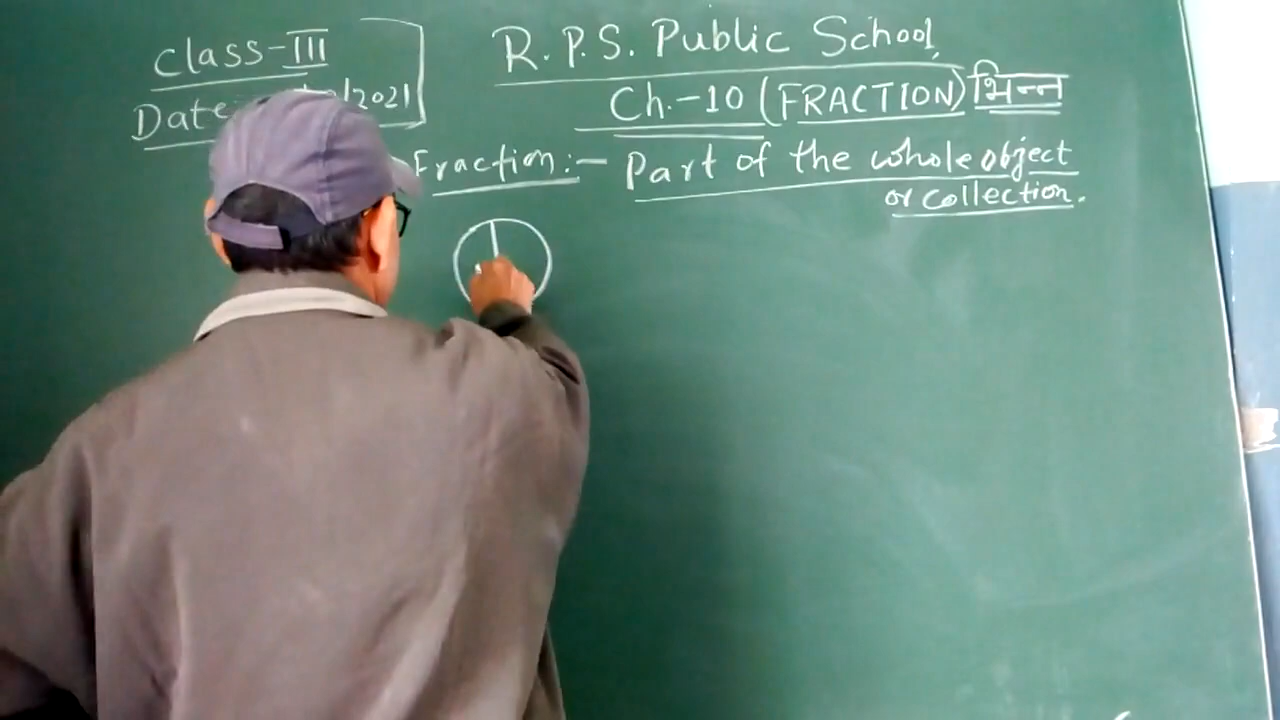 Class-III
R.P.S. Public School,
Date /2021
Ch.-10 (FRACTION) भिन्न
Fraction:- Part of the whole object
or collection.